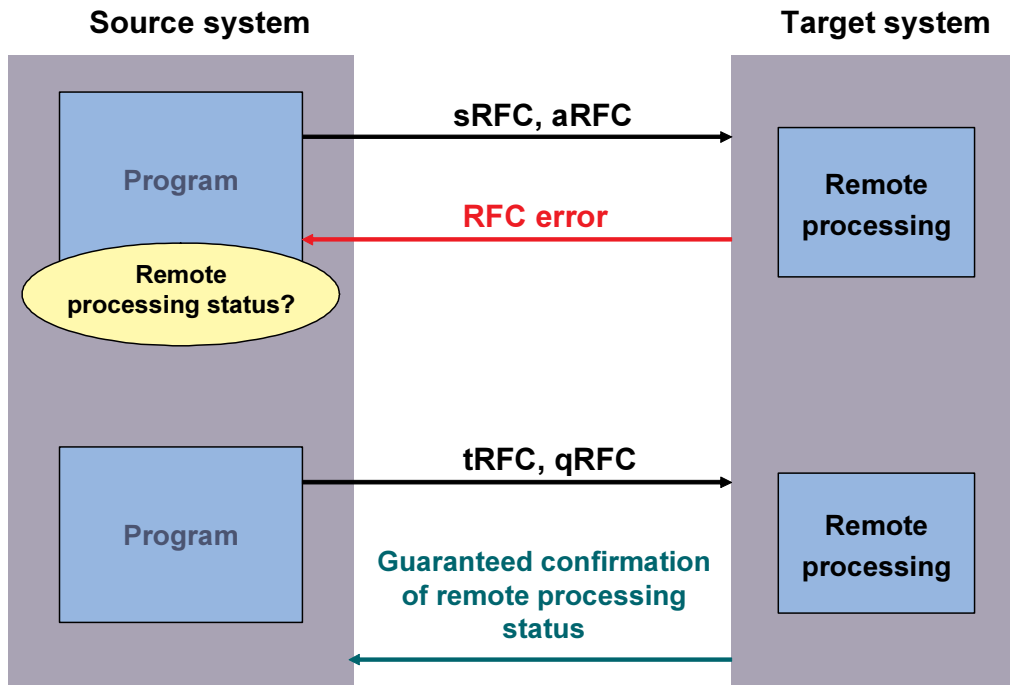 Source system
Target system
sRFC, aRFC
Program
Remote
processing
RFC error
Remote
processing status?
tRFC, qRFC
Program
Remote
processing
Guaranteed confirmation
of remote processing
status